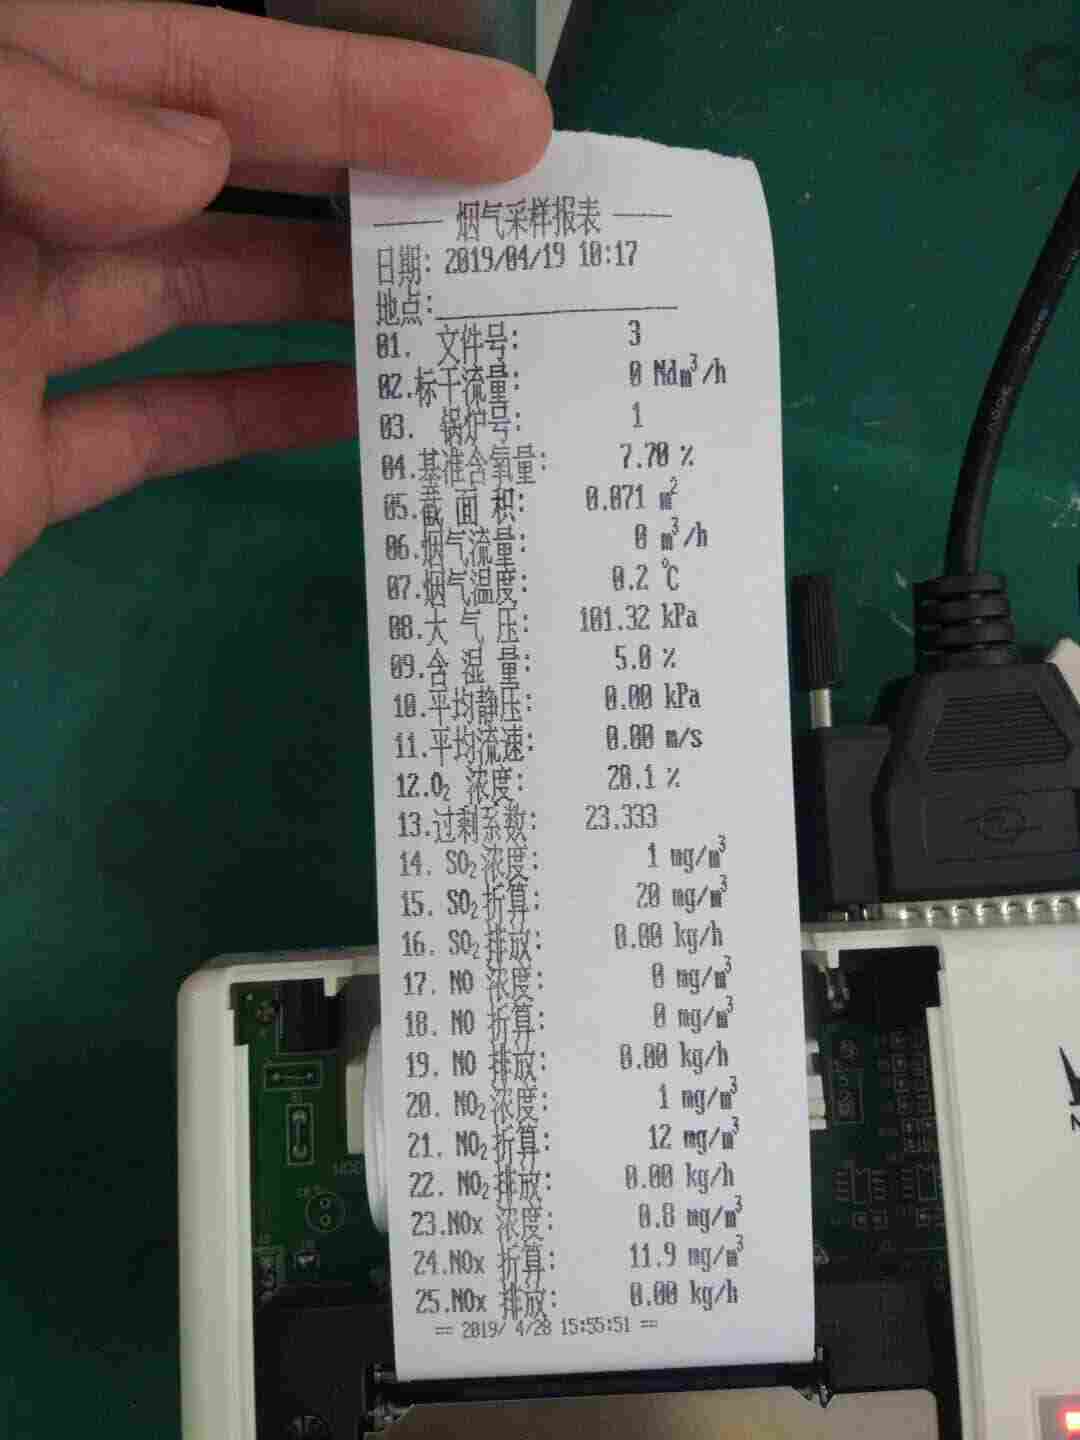 烟气采样报表
日期: 2019/04/19 10:17
地点:
01. 文件号: 3
02.标干流量: 0 Ndm³/h
03. 锅炉号: 1
04.基准含氧量: 7.70 %
05.截 面 积: 0.071 m²
06.烟气流量: 0 m³/h
07.烟气温度: 0.2 ℃
08.大 气 压: 101.32 kPa
09.含 湿 量: 5.0 %
10.平均静压: 0.00 kPa
11.平均流速: 0.00 m/s
12.O₂ 浓度: 20.1 %
13.过剩系数: 23.333
14. SO₂浓度: 1 mg/m³
15. SO₂折算: 20 mg/m³
16. SO₂排放: 0.00 kg/h
17. NO 浓度: 0 mg/m³
18. NO 折算: 0 mg/m³
19. NO 排放: 0.00 kg/h
20. NO₂浓度: 1 mg/m³
21. NO₂折算: 12 mg/m³
22. NO₂排放: 0.00 kg/h
23.NOx 浓度: 0.8 mg/m³
24.NOx 折算: 11.9 mg/m³
25.NOx 排放: 0.00 kg/h
== 2019/ 4/28 15:55:51 ==